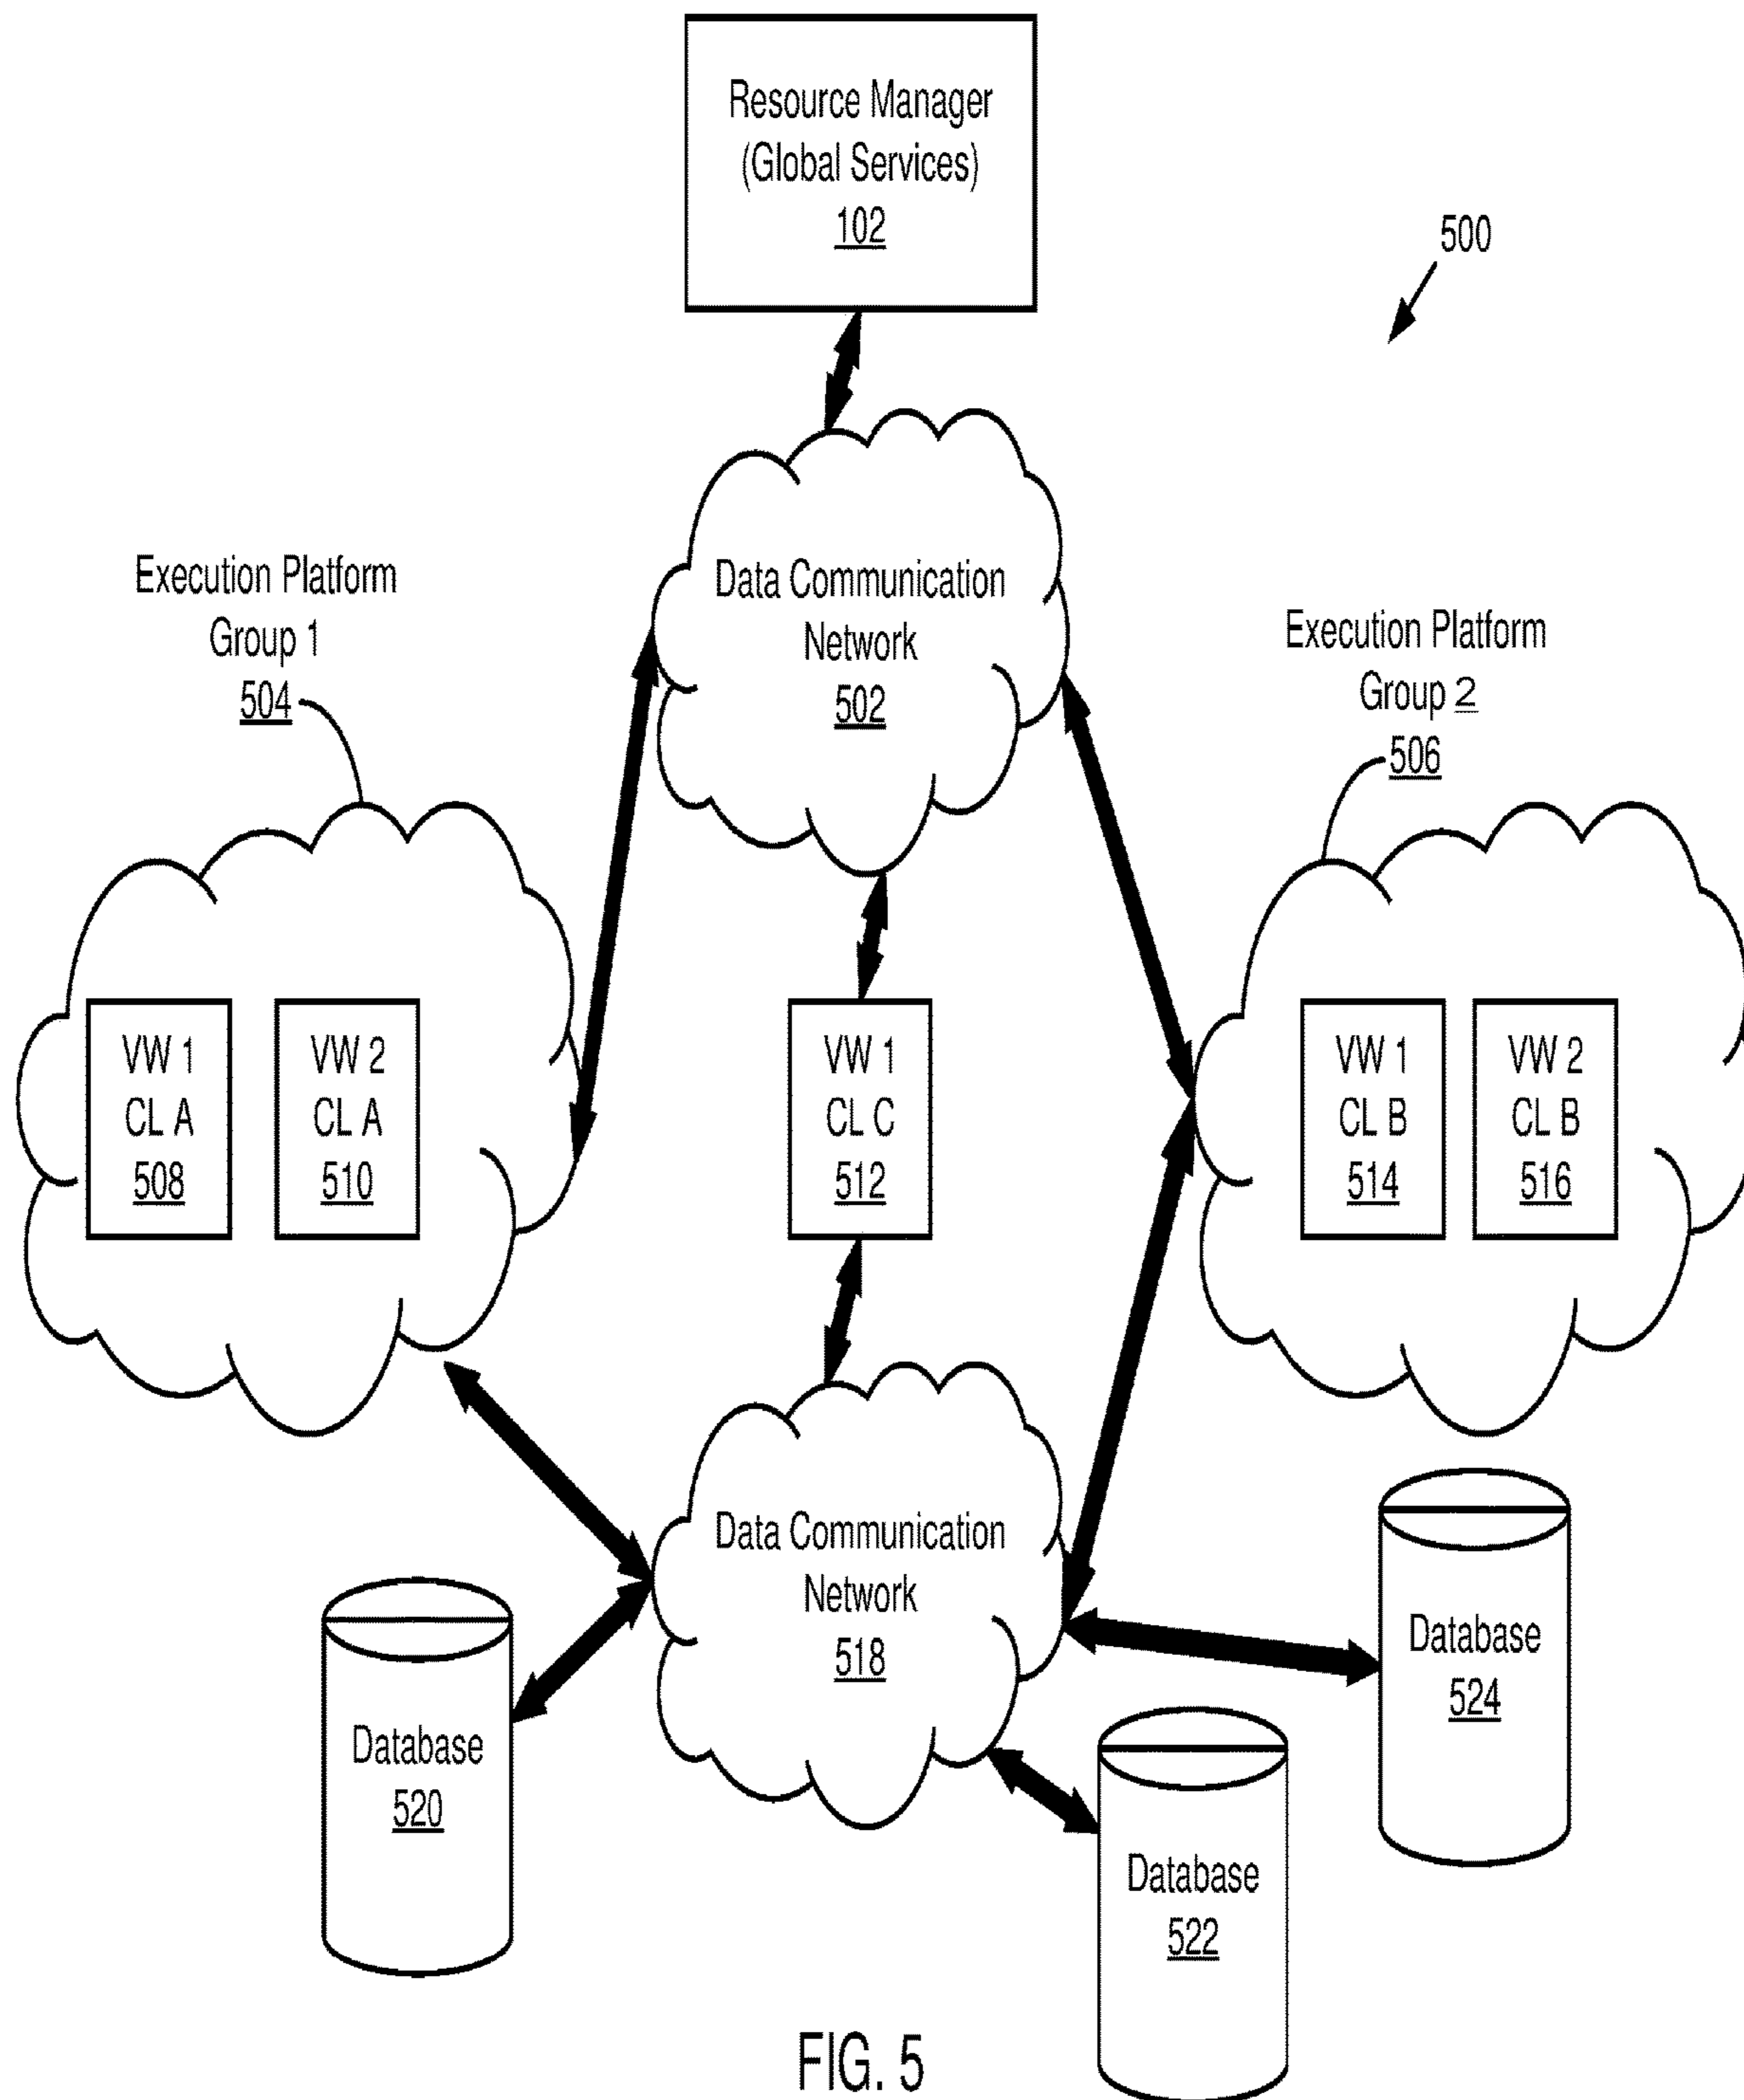 Resource Manager
(Global Services)
102
500
Data Communication
Network
502
Execution Platform
Group 1
504
Execution Platform
Group 2
506
VW 1
CL A
508
VW 2
CL A
510
VW 1
CL C
512
VW 1
CL B
514
VW 2
CL B
516
Data Communication
Network
518
Database
520
Database
522
Database
524
FIG. 5